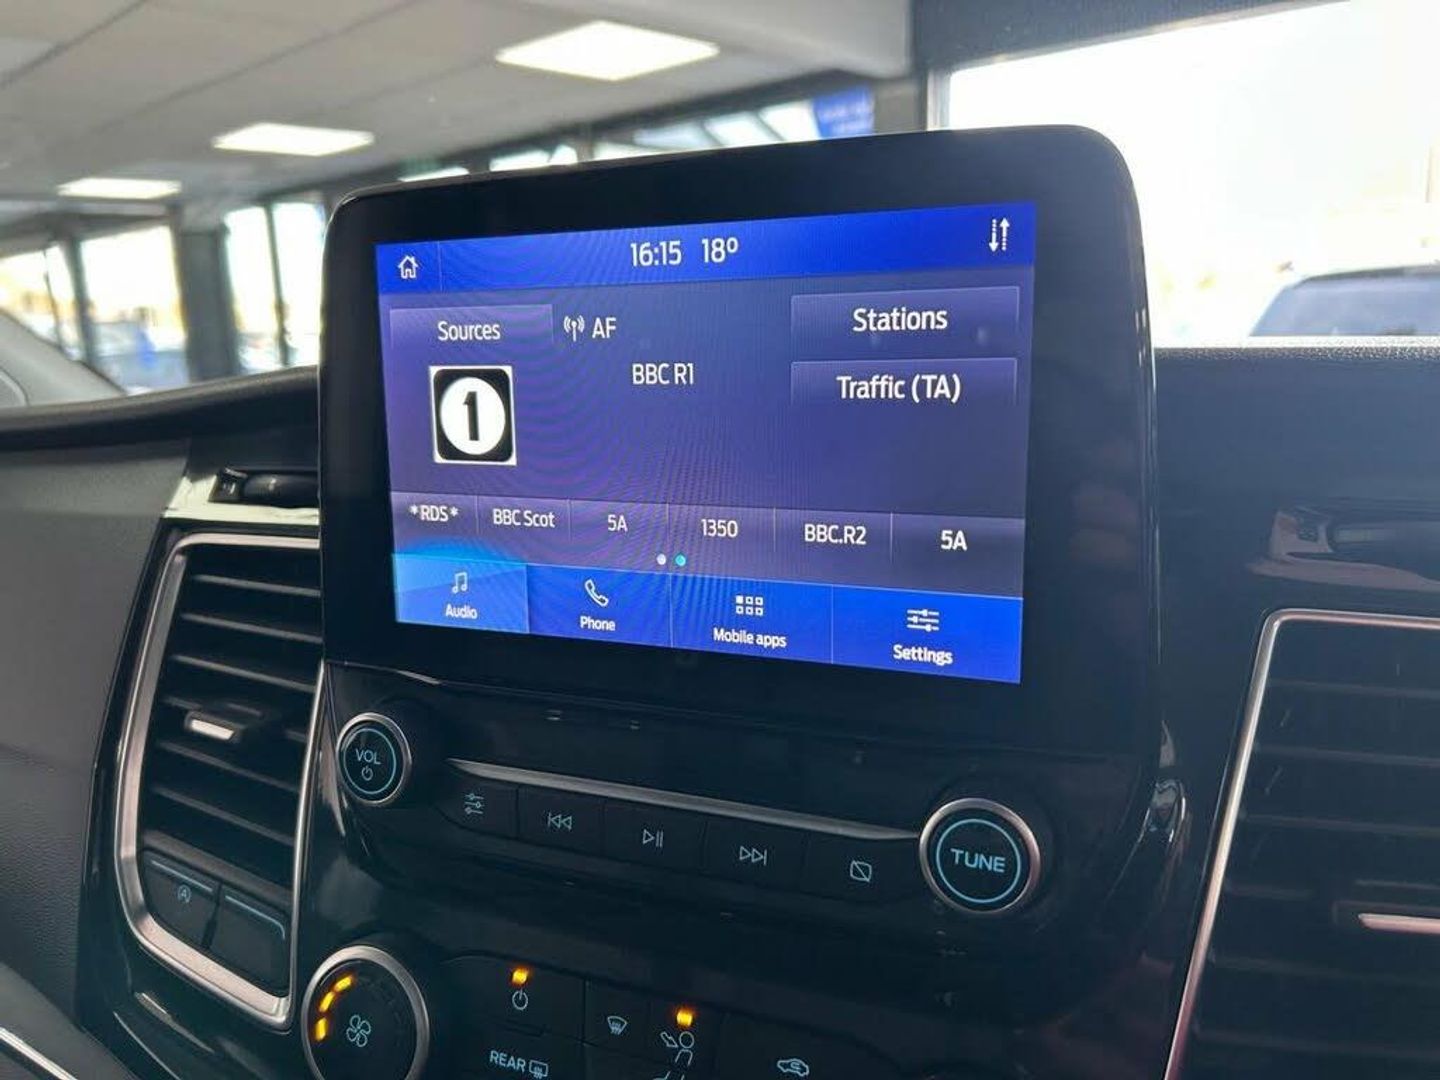 16:15 18°
Sources
AF
Stations
BBC R1
Traffic (TA)
1
*RDS*
BBC Scot
5A
1350
BBC.R2
5A
Audio
Phone
Mobile apps
Settings
VOL
TUNE
A
REAR